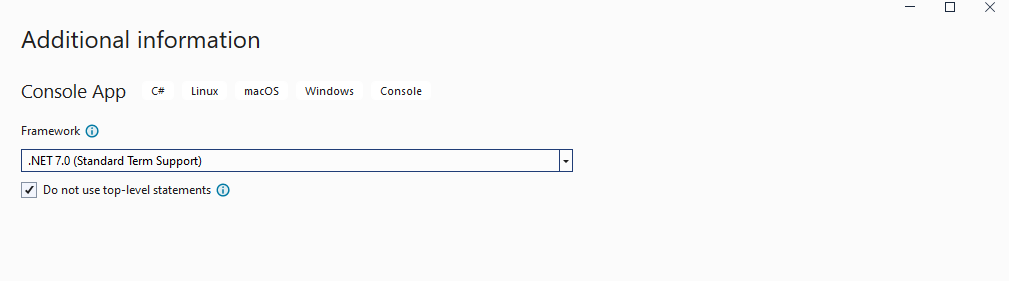 Additional information
Console App C# Linux macOS Windows Console
Framework
.NET 7.0 (Standard Term Support)
Do not use top-level statements